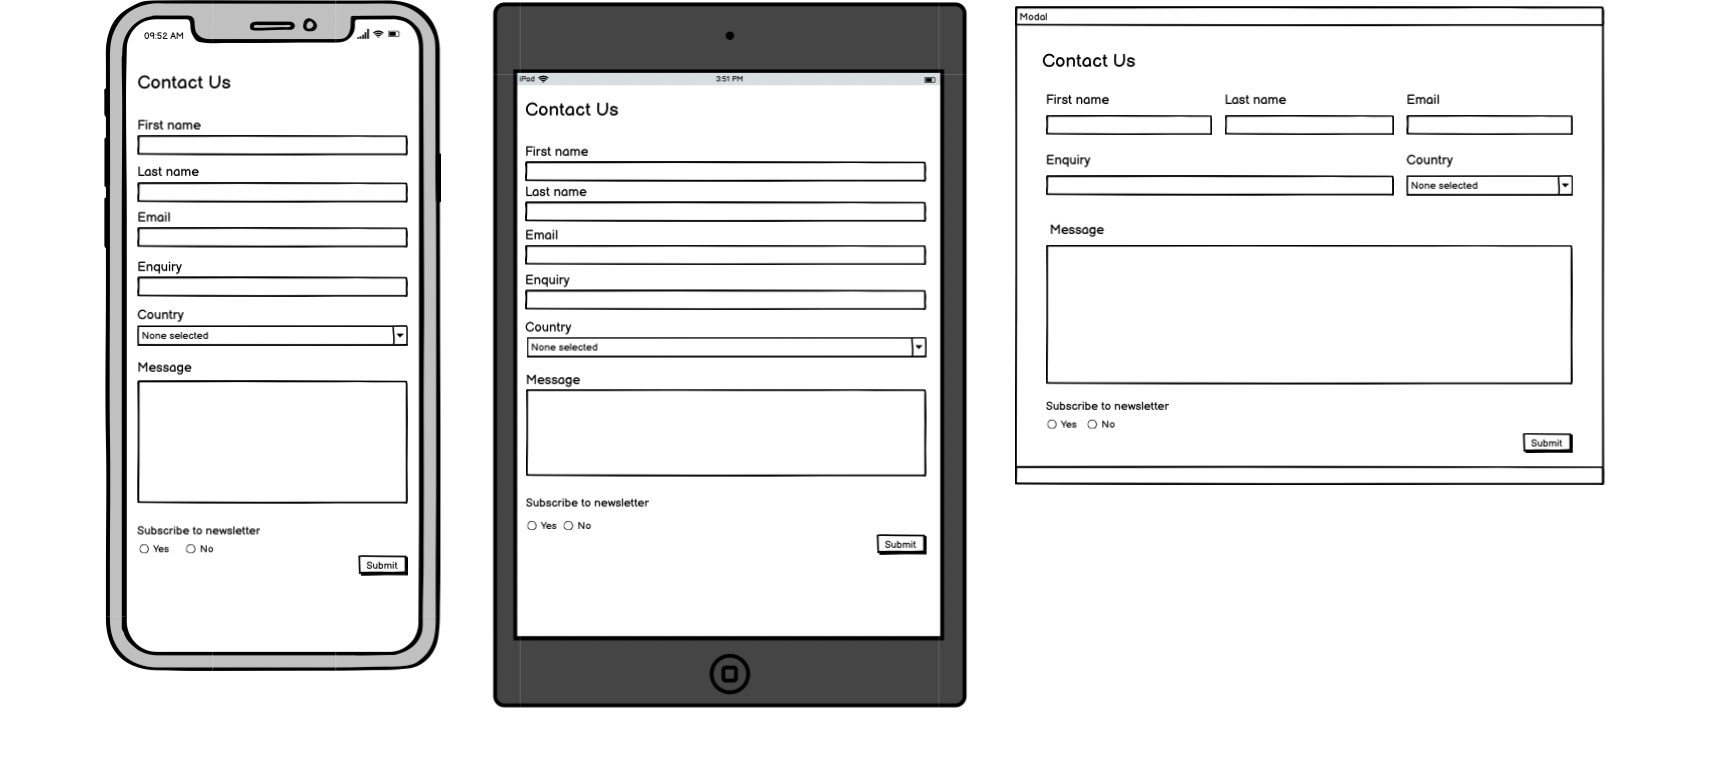 09:52 AM
Contact Us
First name
Last name
Email
Enquiry
Country
None selected
Message
Subscribe to newsletter
Yes No
Submit
iPad 3:51 PM
Contact Us
First name
Last name
Email
Enquiry
Country
None selected
Message
Subscribe to newsletter
Yes No
Submit
Modal
Contact Us
First name Last name Email
Enquiry Country
None selected
Message
Subscribe to newsletter
Yes No
Submit